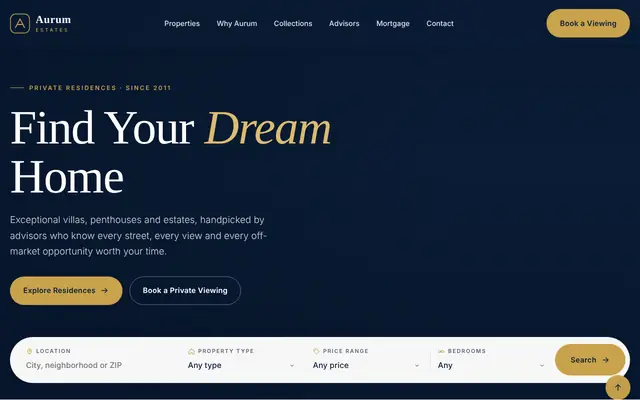 Aurum
ESTATES
Properties
Why Aurum
Collections
Advisors
Mortgage
Contact
Book a Viewing
PRIVATE RESIDENCES · SINCE 2011
Find Your Dream
Home
Exceptional villas, penthouses and estates, handpicked by
advisors who know every street, every view and every off-
market opportunity worth your time.
Explore Residences →
Book a Private Viewing
LOCATION
City, neighborhood or ZIP
PROPERTY TYPE
Any type
PRICE RANGE
Any price
BEDROOMS
Any
Search →